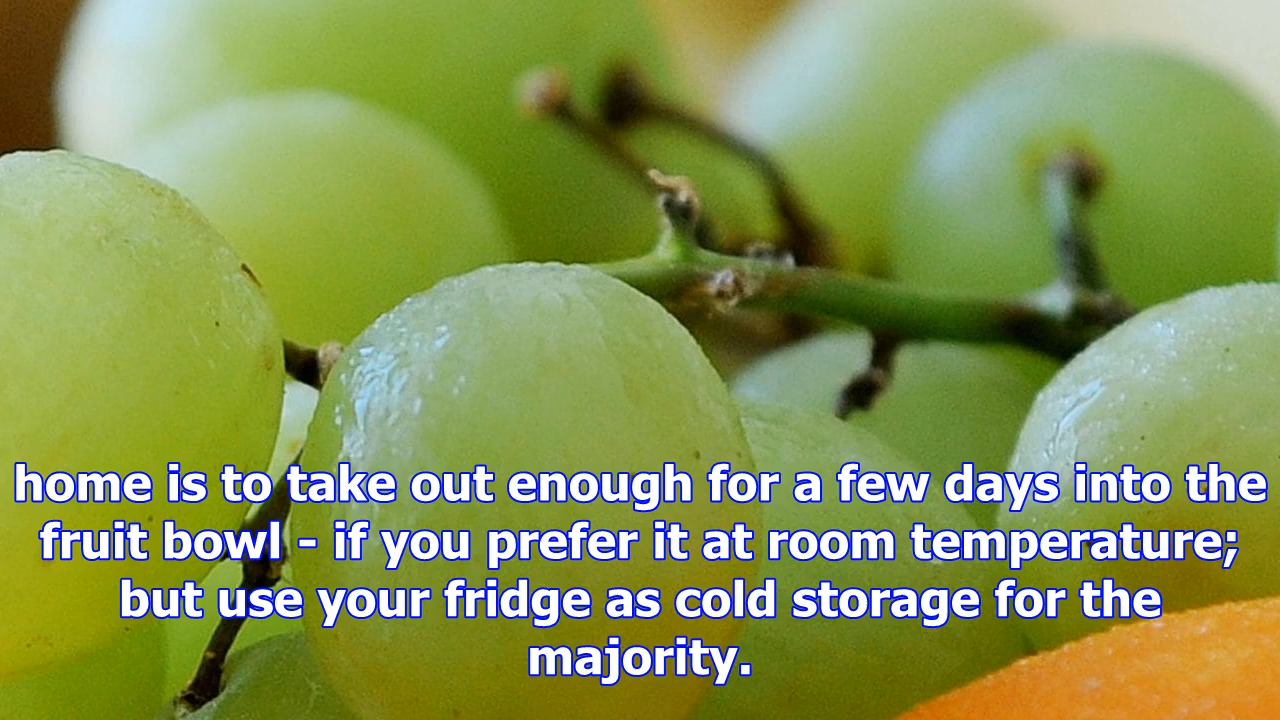 home is to take out enough for a few days into the
fruit bowl - if you prefer it at room temperature;
but use your fridge as cold storage for the
majority.